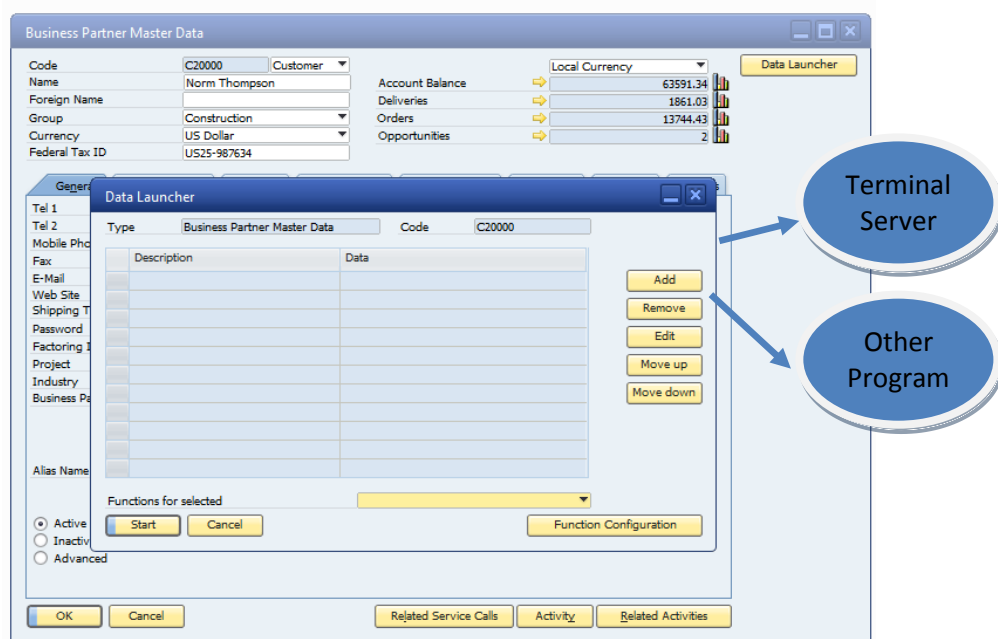 Business Partner Master Data
Code C20000 Customer Local Currency Data Launcher
Name Norm Thompson Account Balance 63591.34
Foreign Name Deliveries 1861.03
Group Construction Orders 13744.43
Currency US Dollar Opportunities 2
Federal Tax ID US25-987634
Tel 1
Tel 2
Mobile Pho
Fax
E-Mail
Web Site
Shipping T
Password
Factoring I
Project
Industry
Business Pa
Alias Name
Active
Inactiv
Advanced
Data Launcher
Type Business Partner Master Data Code C20000
Description Data
Add
Remove
Edit
Move up
Move down
Functions for selected
Start Cancel Function Configuration
OK Cancel Related Service Calls Activity Related Activities
Terminal
Server
Other
Program